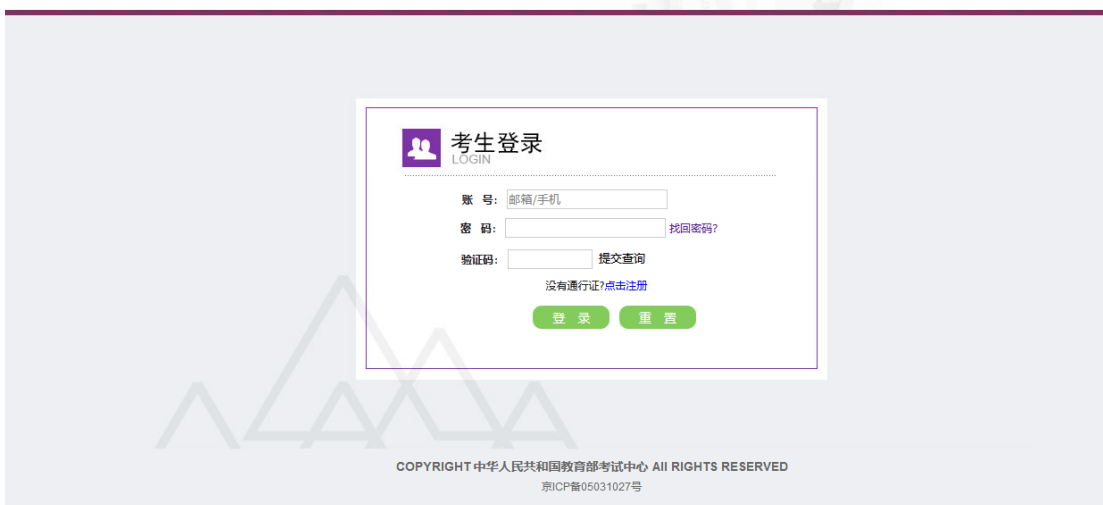 考生登录
LOGIN
账 号: 邮箱/手机
密 码: 找回密码?
验证码: 提交查询
没有通行证?点击注册
登 录 重 置
COPYRIGHT 中华人民共和国教育部考试中心 All RIGHTS RESERVED
京ICP备05031027号